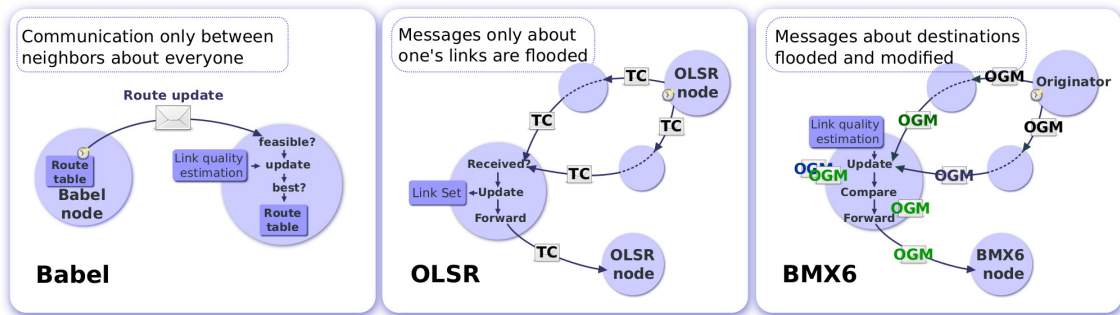 Communication only between
neighbors about everyone
Route update
Route
table
Babel
node
Link quality
estimation
feasible?
update
best?
Route
table
Babel
Messages only about
one's links are flooded
TC
OLSR
node
TC
TC
TC
Received?
Update
Forward
Link Set
TC
OLSR
node
OLSR
Messages about destinations
flooded and modified
OGM
Originator
OGM
OGM
OGM
Link quality
estimation
OGM
OGM
Update
Compare
Forward
OGM
OGM
BMX6
node
BMX6